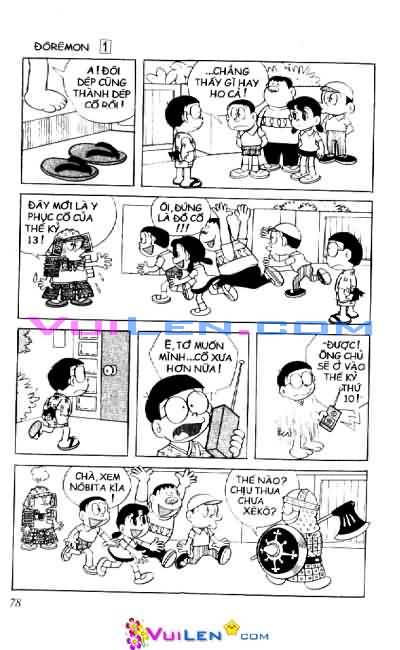 ĐÔRÊMON 1
A! ĐÔI
DÉP CŨNG
THÀNH DÉP
CỔ RỒI!
...CHẲNG
THẤY GÌ HAY
HO CẢ!
ĐÂY MỚI LÀ Y
PHỤC CỔ CỦA
THẾ KỶ
13!
ÔI, ĐÚNG
LÀ ĐỒ CỔ
!!!
VUILEN.COM
Ê, TỚ MUỐN
MÌNH...CỔ XƯA
HƠN NỮA!
-ĐƯỢC!
ÔNG CHỦ
SẼ Ở VÀO
THẾ KỶ
THỨ
10!
CHÀ, XEM
NÔBITA KÌA
THẾ NÀO?
CHỊU THUA
CHƯA
XÊKÔ?
78
VUILEN.COM